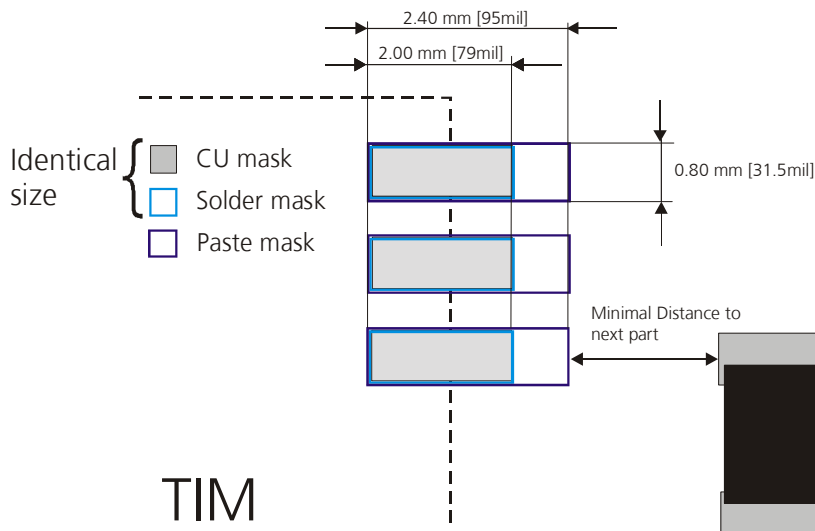 2.40 mm [95mil]
2.00 mm [79mil]
Identical
size
CU mask
Solder mask
Paste mask
0.80 mm [31.5mil]
Minimal Distance to
next part
TIM